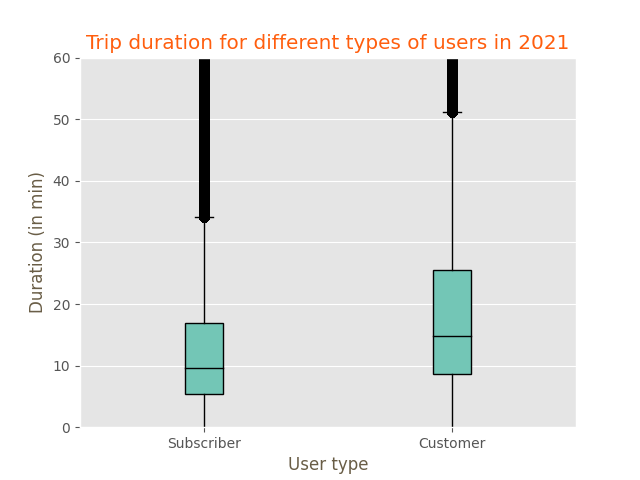 Trip duration for different types of users in 2021
60
50
40
30
20
10
0
Duration (in min)
Subscriber Customer
User type